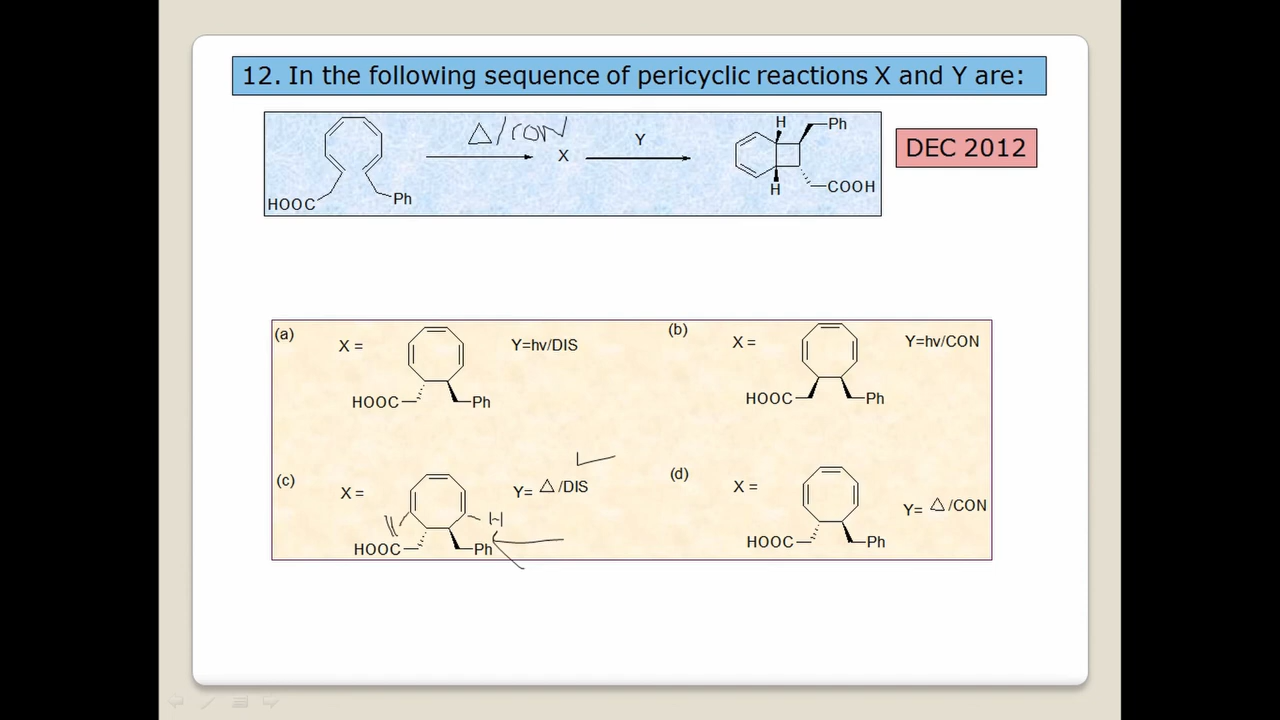 12. In the following sequence of pericyclic reactions X and Y are:
DEC 2012
△/con
X
Y
HOOC
Ph
H
Ph
H
COOH
(a)
X =
Y=hv/DIS
HOOC
Ph
(b)
X =
Y=hv/CON
HOOC
Ph
(c)
X =
Y= △/DIS
H
HOOC
Ph
(d)
X =
Y= △/CON
HOOC
Ph